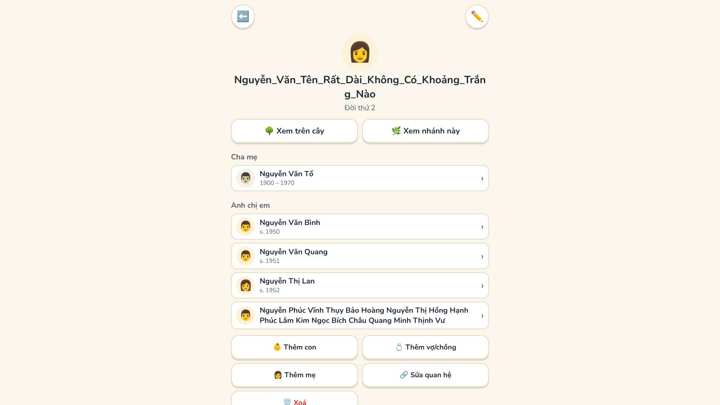 Nguyễn_Văn_Tên_Rất_Dài_Không_Có_Khoảng_Trắn
g_Nào
Đời thứ 2
Xem trên cây
Xem nhánh này
Cha mẹ
Nguyễn Văn Tổ
1900 – 1970
Anh chị em
Nguyễn Văn Bình
s. 1950
Nguyễn Văn Quang
s. 1951
Nguyễn Thị Lan
s. 1952
Nguyễn Phúc Vĩnh Thụy Bảo Hoàng Nguyễn Thị Hồng Hạnh
Phúc Lâm Kim Ngọc Bích Châu Quang Minh Thịnh Vư
Thêm con
Thêm vợ/chồng
Thêm mẹ
Sửa quan hệ
Xoá